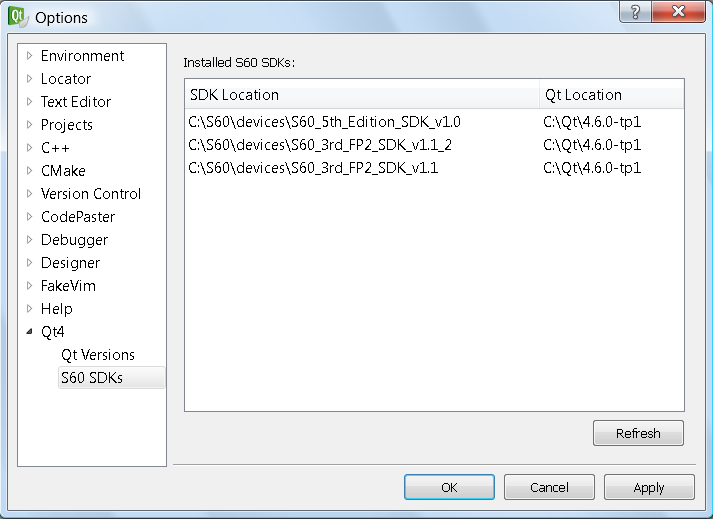 Qt Options ?
Environment
Locator
Text Editor
Projects
C++
CMake
Version Control
CodePaster
Debugger
Designer
FakeVim
Help
Qt4
Qt Versions
S60 SDKs
Installed S60 SDKs:
SDK Location Qt Location
C:\S60\devices\S60_5th_Edition_SDK_v1.0 C:\Qt\4.6.0-tp1
C:\S60\devices\S60_3rd_FP2_SDK_v1.1_2 C:\Qt\4.6.0-tp1
C:\S60\devices\S60_3rd_FP2_SDK_v1.1 C:\Qt\4.6.0-tp1
Refresh
OK Cancel Apply